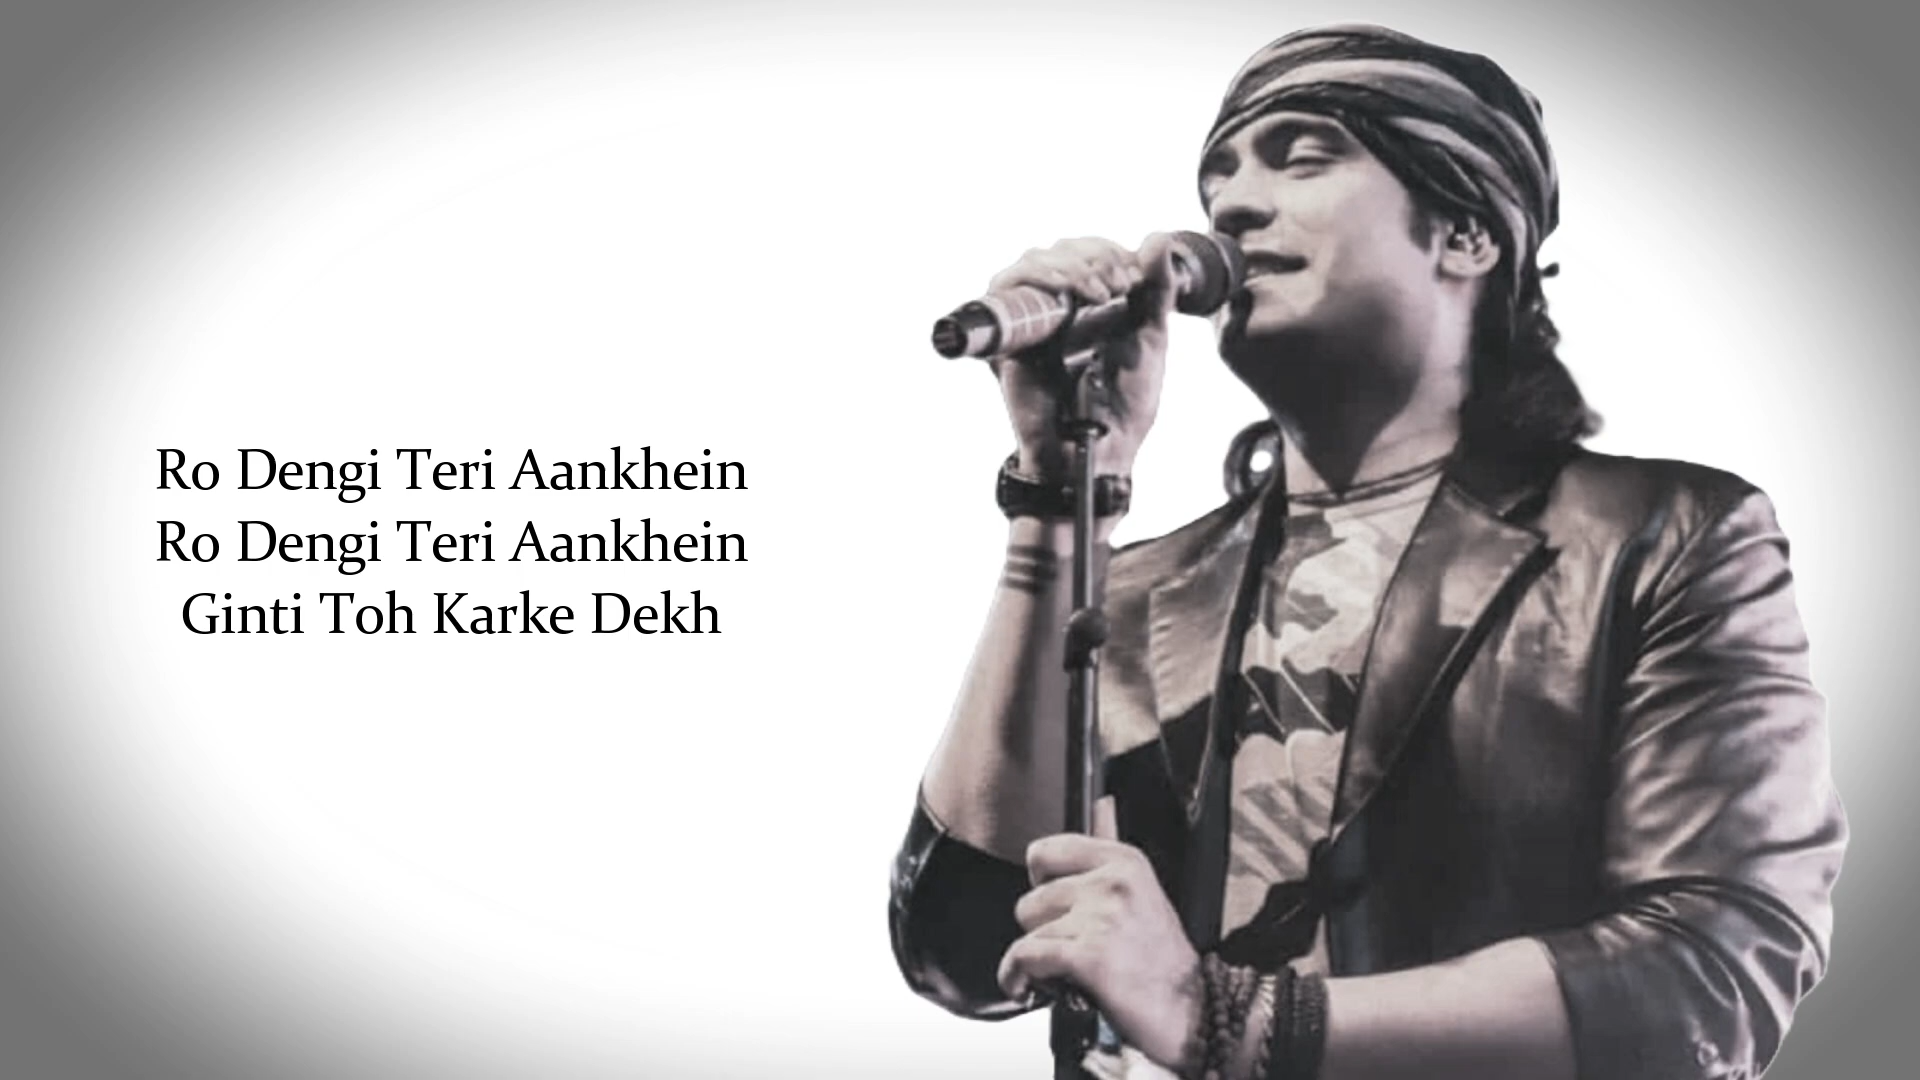 Ro Dengi Teri Aankhein
Ro Dengi Teri Aankhein
Ginti Toh Karke Dekh